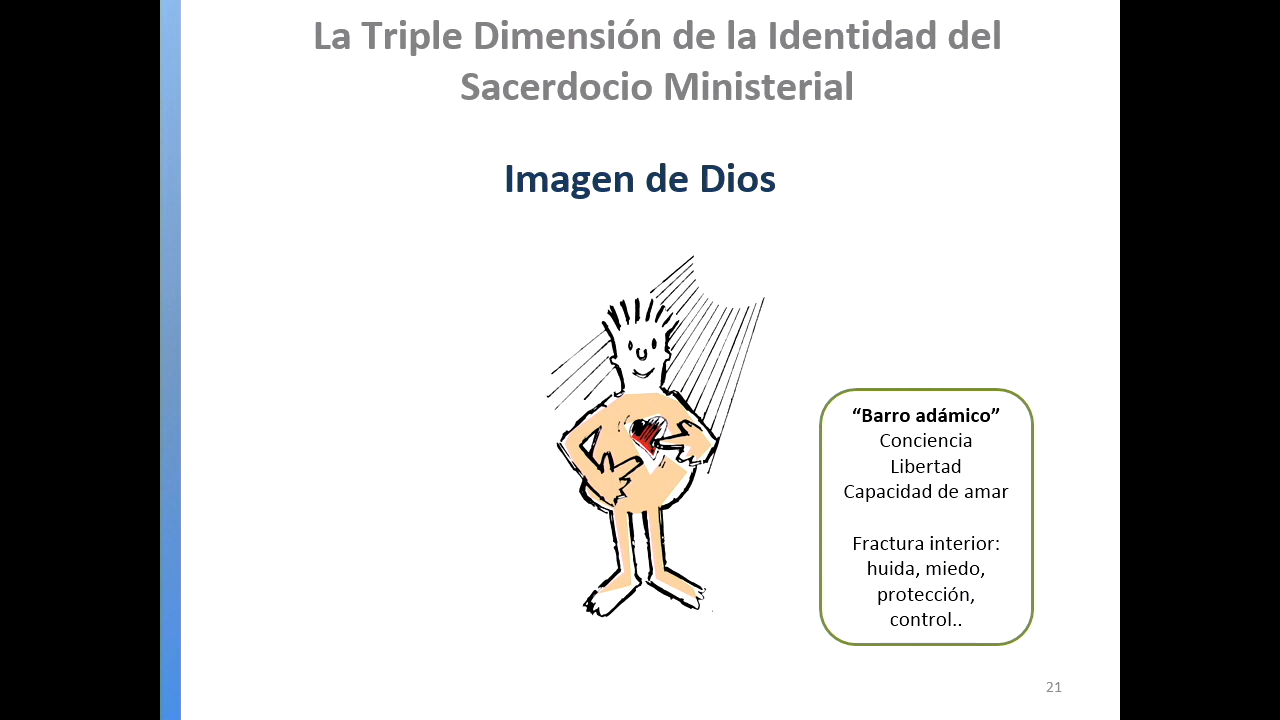 La Triple Dimensión de la Identidad del
Sacerdocio Ministerial
Imagen de Dios
“Barro adámico”
Conciencia
Libertad
Capacidad de amar
Fractura interior:
huida, miedo,
protección,
control..
21